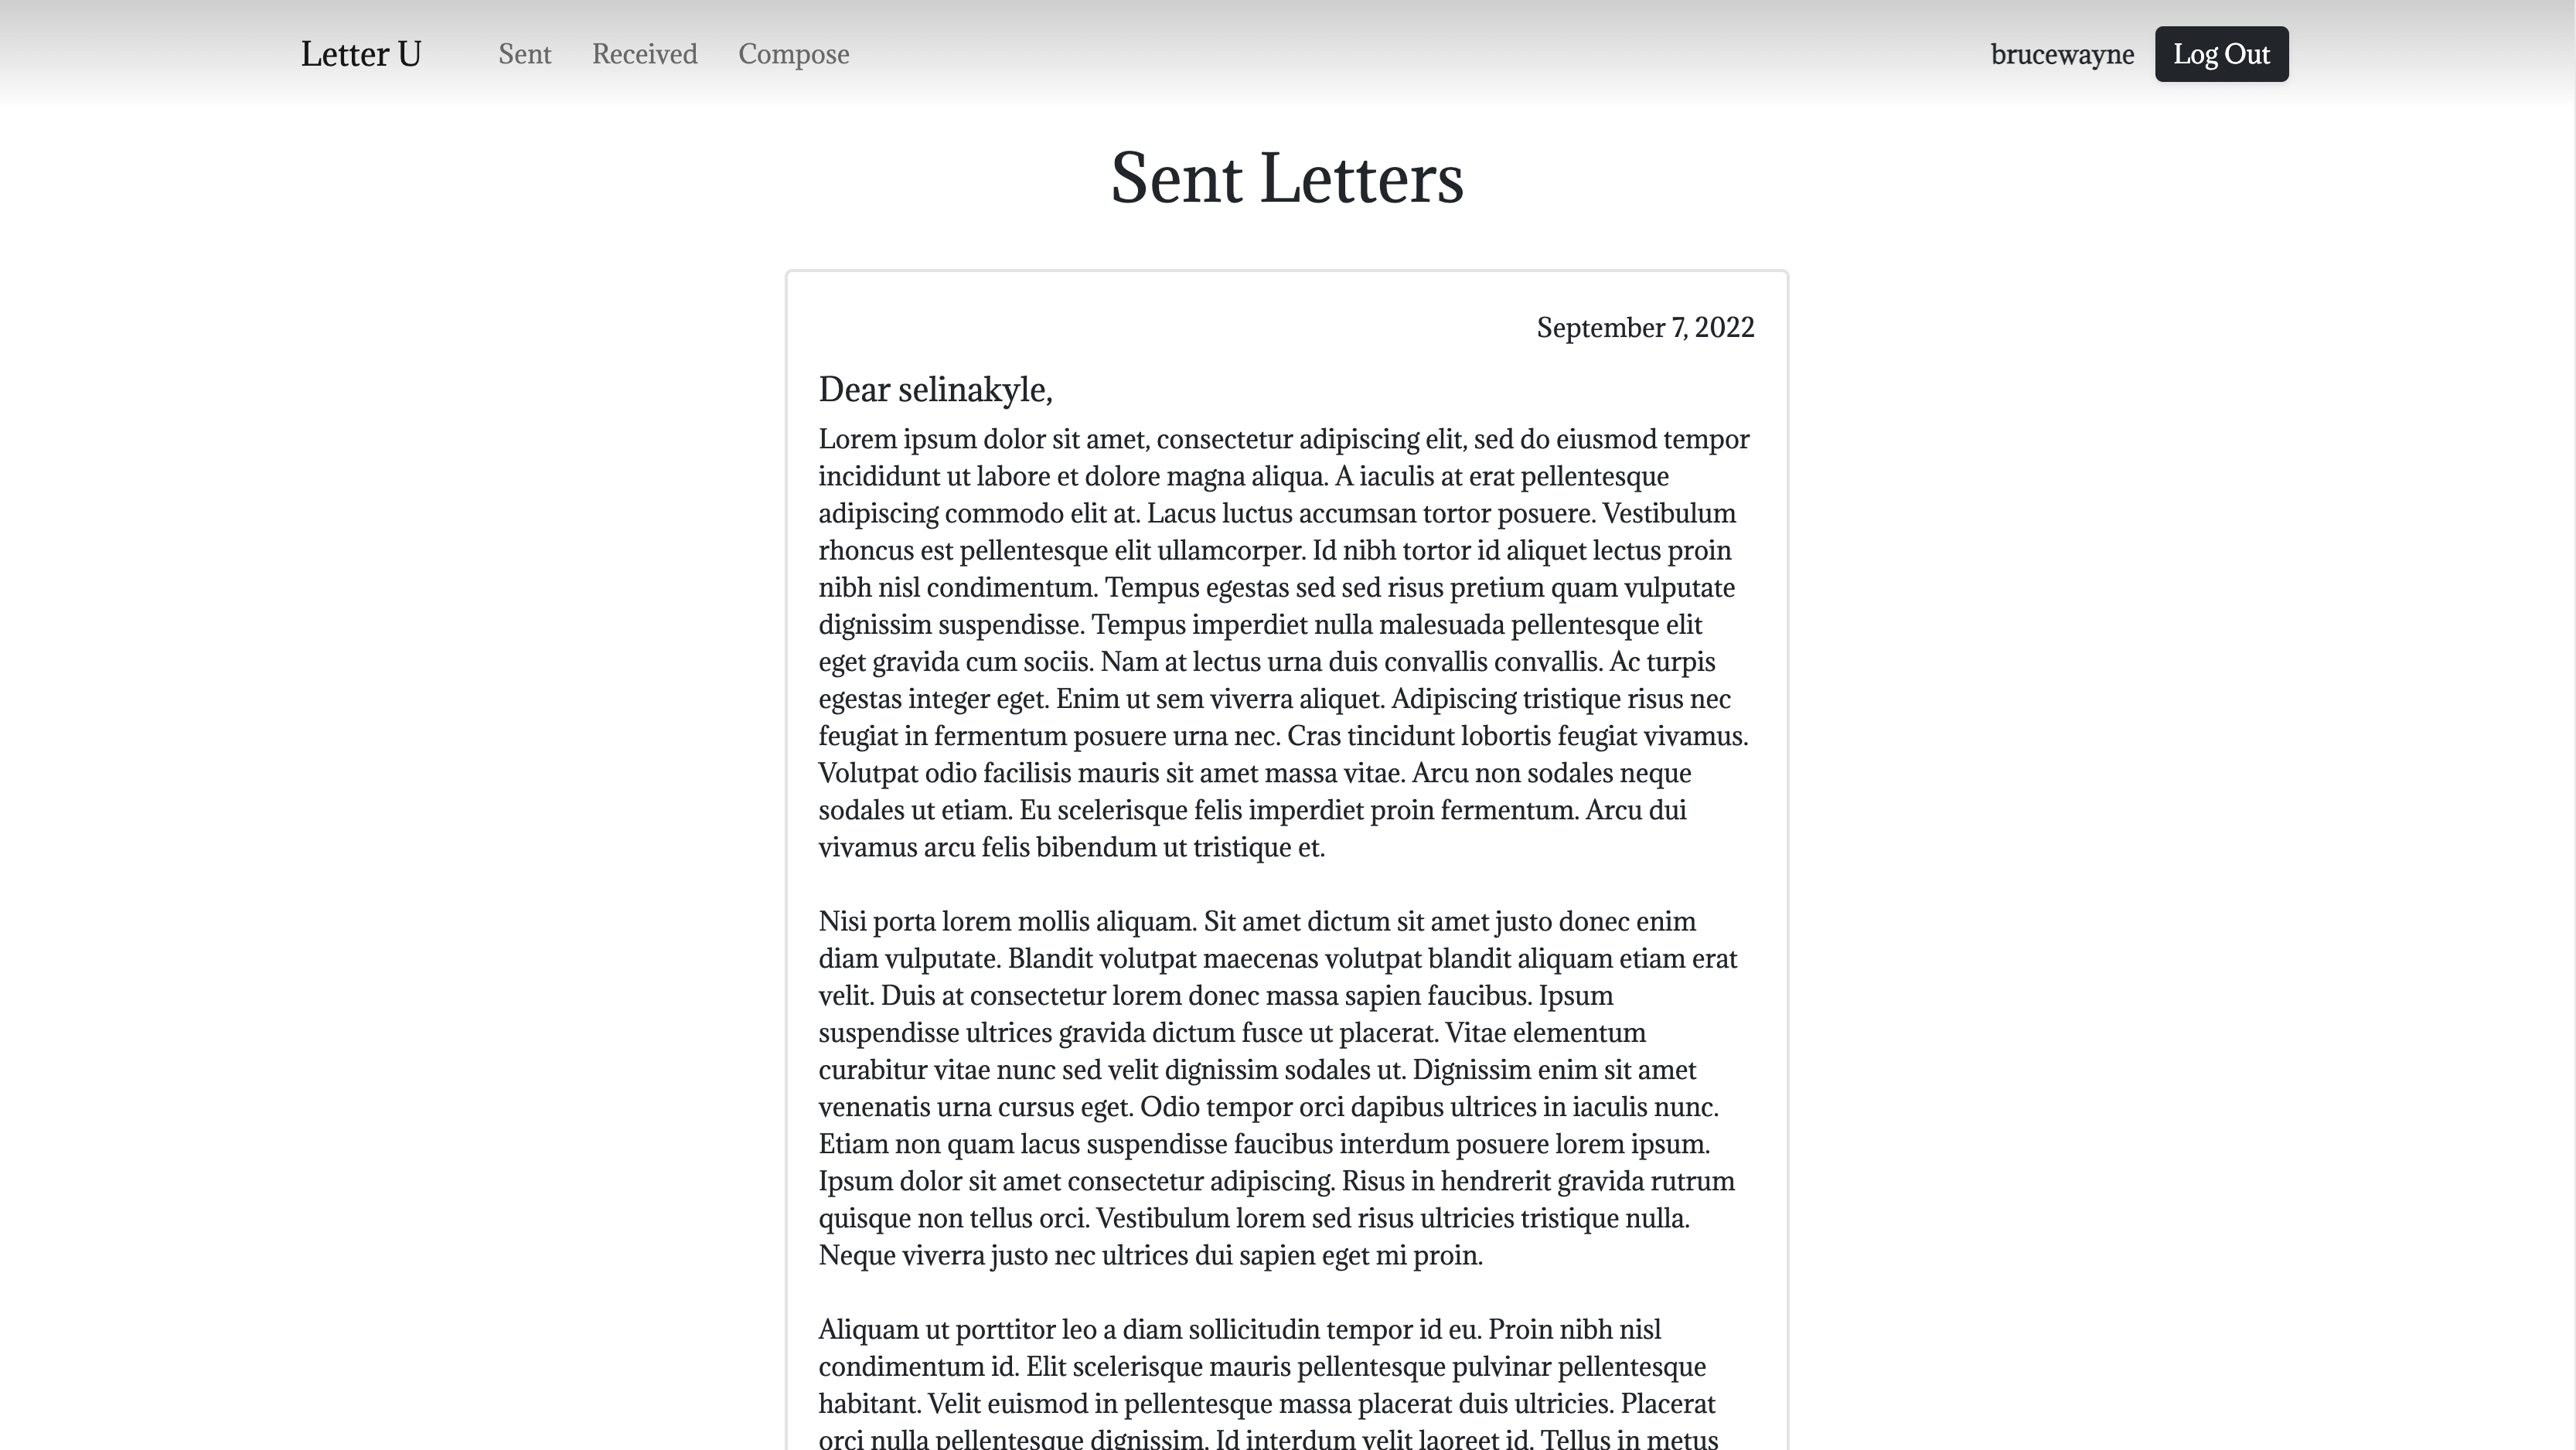 Letter U Sent Received Compose brucewayne Log Out
Sent Letters
September 7, 2022
Dear selinakyle,
Lorem ipsum dolor sit amet, consectetur adipiscing elit, sed do eiusmod tempor
incididunt ut labore et dolore magna aliqua. A iaculis at erat pellentesque
adipiscing commodo elit at. Lacus luctus accumsan tortor posuere. Vestibulum
rhoncus est pellentesque elit ullamcorper. Id nibh tortor id aliquet lectus proin
nibh nisl condimentum. Tempus egestas sed sed risus pretium quam vulputate
dignissim suspendisse. Tempus imperdiet nulla malesuada pellentesque elit
eget gravida cum sociis. Nam at lectus urna duis convallis convallis. Ac turpis
egestas integer eget. Enim ut sem viverra aliquet. Adipiscing tristique risus nec
feugiat in fermentum posuere urna nec. Cras tincidunt lobortis feugiat vivamus.
Volutpat odio facilisis mauris sit amet massa vitae. Arcu non sodales neque
sodales ut etiam. Eu scelerisque felis imperdiet proin fermentum. Arcu dui
vivamus arcu felis bibendum ut tristique et.
Nisi porta lorem mollis aliquam. Sit amet dictum sit amet justo donec enim
diam vulputate. Blandit volutpat maecenas volutpat blandit aliquam etiam erat
velit. Duis at consectetur lorem donec massa sapien faucibus. Ipsum
suspendisse ultrices gravida dictum fusce ut placerat. Vitae elementum
curabitur vitae nunc sed velit dignissim sodales ut. Dignissim enim sit amet
venenatis urna cursus eget. Odio tempor orci dapibus ultrices in iaculis nunc.
Etiam non quam lacus suspendisse faucibus interdum posuere lorem ipsum.
Ipsum dolor sit amet consectetur adipiscing. Risus in hendrerit gravida rutrum
quisque non tellus orci. Vestibulum lorem sed risus ultricies tristique nulla.
Neque viverra justo nec ultrices dui sapien eget mi proin.
Aliquam ut porttitor leo a diam sollicitudin tempor id eu. Proin nibh nisl
condimentum id. Elit scelerisque mauris pellentesque pulvinar pellentesque
habitant. Velit euismod in pellentesque massa placerat duis ultricies. Placerat
orci nulla pellentesque dignissim. Id interdum velit laoreet id. Tellus in metus